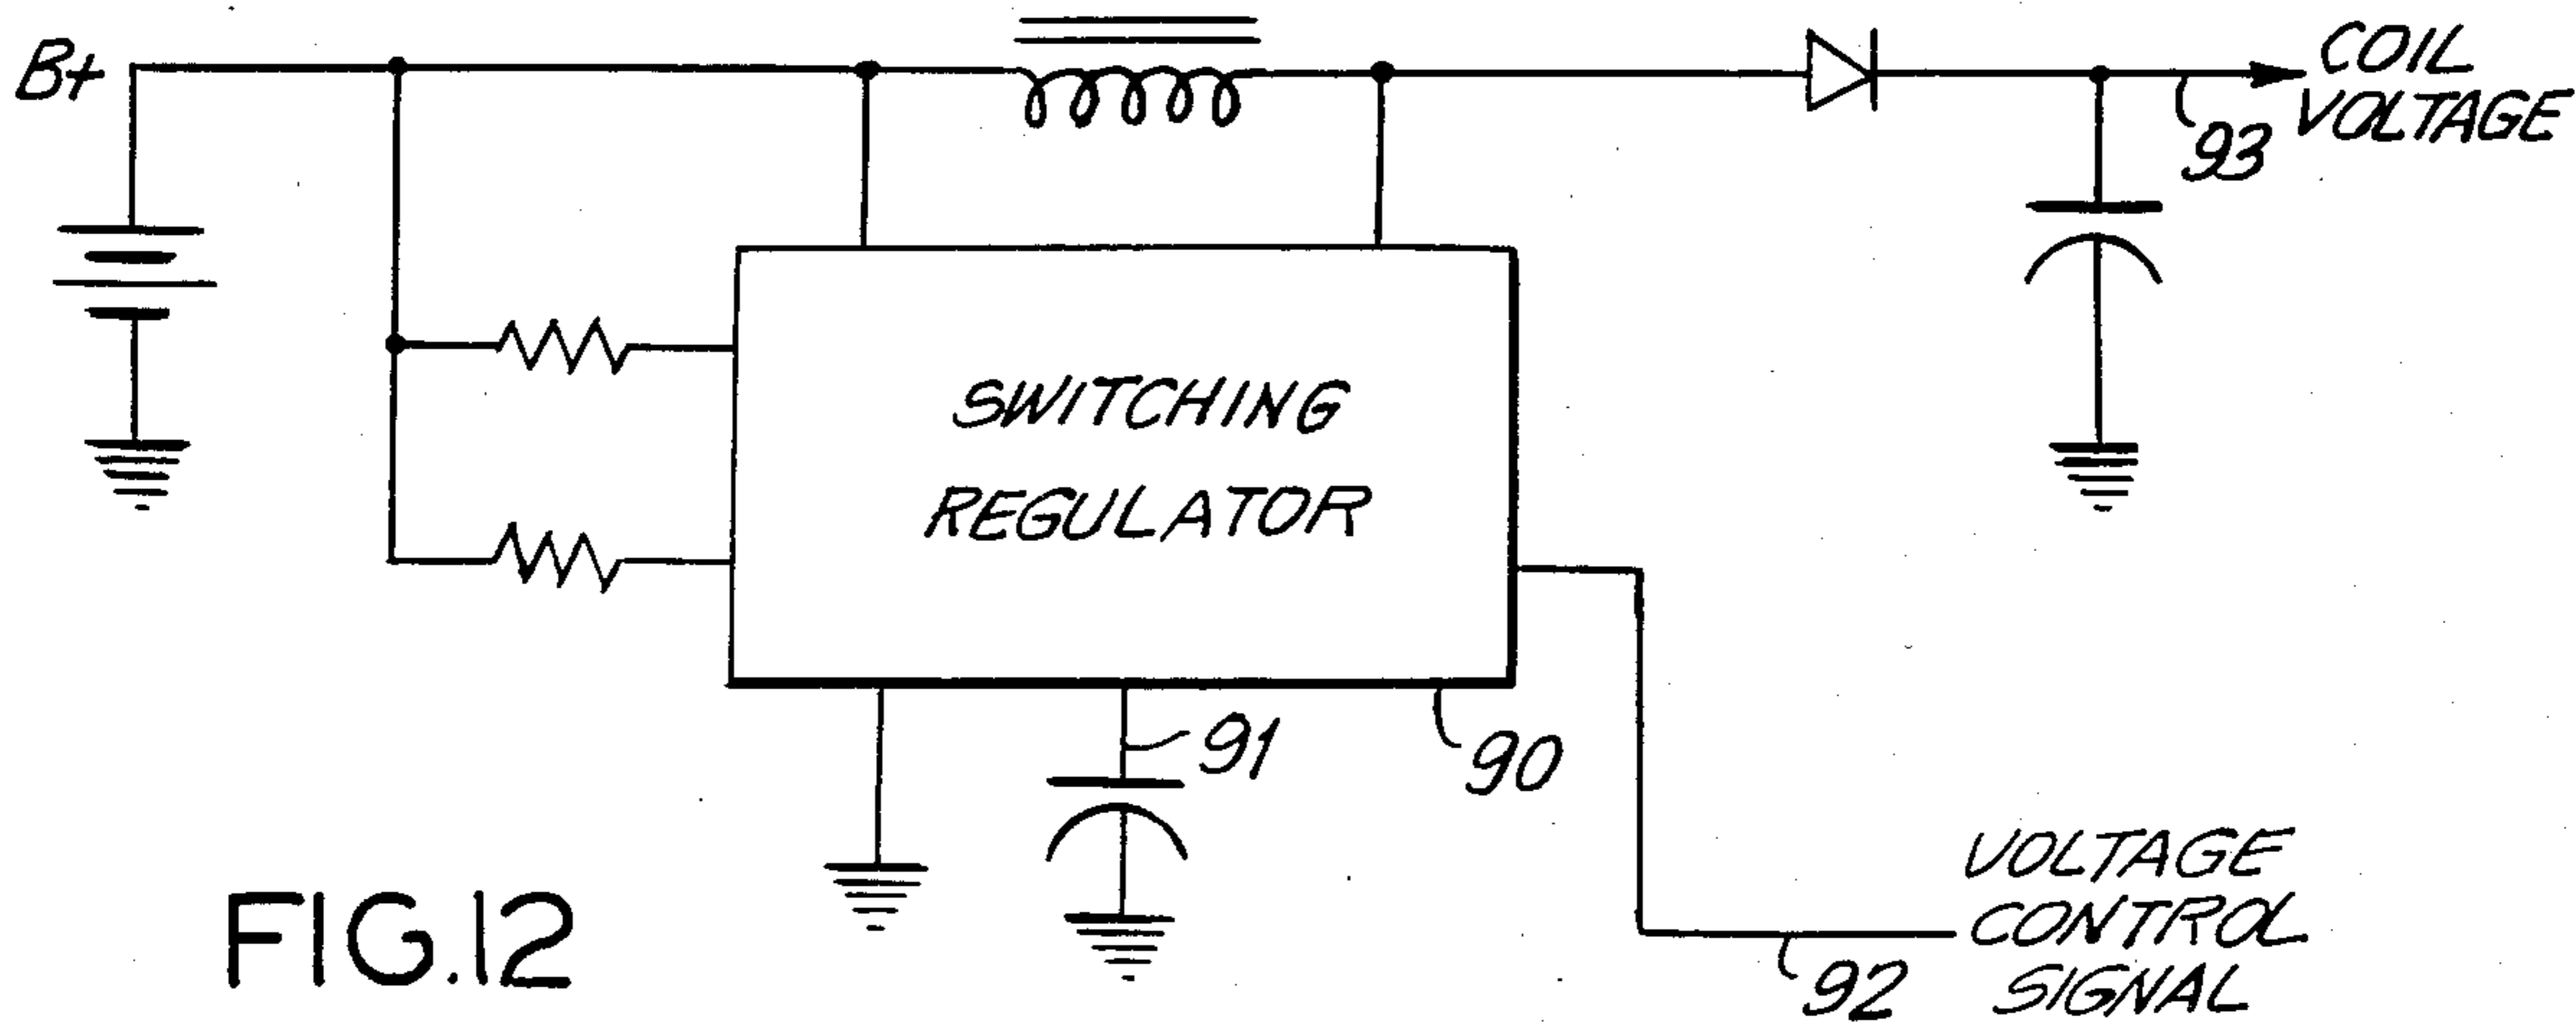 B+
COIL
VOLTAGE
93
SWITCHING
REGULATOR
91
90
VOLTAGE
CONTROL
SIGNAL
92
FIG.12